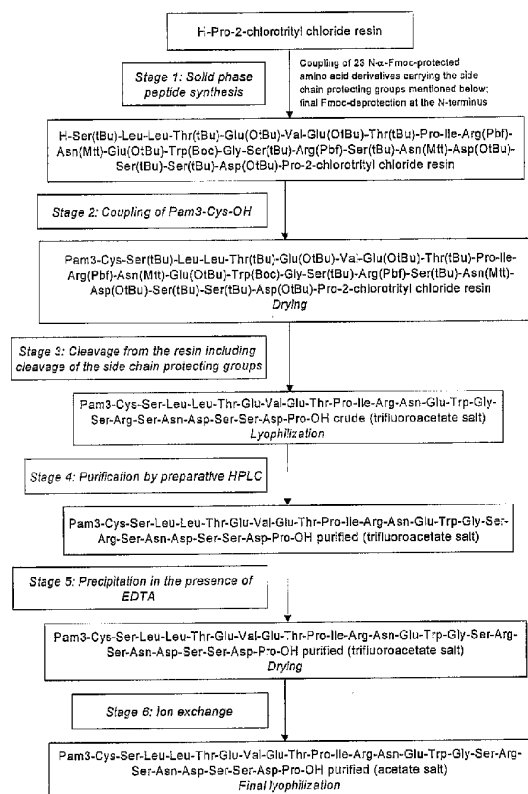 H-Pro-2-chlorotrityl chloride resin
Stage 1: Solid phase
peptide synthesis
Coupling of 23 N-α-Fmoc-protected
amino acid derivatives carrying the side
chain protecting groups mentioned below;
final Fmoc-deprotection at the N-terminus
H-Ser(tBu)-Leu-Leu-Thr(tBu)-Glu(OtBu)-Val-Glu(OtBu)-Thr(tBu)-Pro-Ile-Arg(Pbf)-
Asn(Mtt)-Glu(OtBu)-Trp(Boc)-Gly-Ser(tBu)-Arg(Pbf)-Ser(tBu)-Asn(Mtt)-Asp(OtBu)-
Ser(tBu)-Ser(tBu)-Asp(OtBu)-Pro-2-chlorotrityl chloride resin
Stage 2: Coupling of Pam3-Cys-OH
Pam3-Cys-Ser(tBu)-Leu-Leu-Thr(tBu)-Glu(OtBu)-Val-Glu(OtBu)-Thr(tBu)-Pro-Ile-
Arg(Pbf)-Asn(Mtt)-Glu(OtBu)-Trp(Boc)-Gly-Ser(tBu)-Arg(Pbf)-Ser(tBu)-Asn(Mtt)-
Asp(OtBu)-Ser(tBu)-Ser(tBu)-Asp(OtBu)-Pro-2-chlorotrityl chloride resin
Drying
Stage 3: Cleavage from the resin including
cleavage of the side chain protecting groups
Pam3-Cys-Ser-Leu-Leu-Thr-Glu-Val-Glu-Thr-Pro-Ile-Arg-Asn-Glu-Trp-Gly-
Ser-Arg-Ser-Asn-Asp-Ser-Ser-Asp-Pro-OH crude (trifluoroacetate salt)
Lyophilization
Stage 4: Purification by preparative HPLC
Pam3-Cys-Ser-Leu-Leu-Thr-Glu-Val-Glu-Thr-Pro-Ile-Arg-Asn-Glu-Trp-Gly-Ser-
Arg-Ser-Asn-Asp-Ser-Ser-Asp-Pro-OH purified (trifluoroacetate salt)
Stage 5: Precipitation in the presence of
EDTA
Pam3-Cys-Ser-Leu-Leu-Thr-Glu-Val-Glu-Thr-Pro-Ile-Arg-Asn-Glu-Trp-Gly-Ser-Arg-
Ser-Asn-Asp-Ser-Ser-Asp-Pro-OH purified (trifluoroacetate salt)
Drying
Stage 6: Ion exchange
Pam3-Cys-Ser-Leu-Leu-Thr-Glu-Val-Glu-Thr-Pro-Ile-Arg-Asn-Glu-Trp-Gly-Ser-Arg-
Ser-Asn-Asp-Ser-Ser-Asp-Pro-OH purified (acetate salt)
Final lyophilization